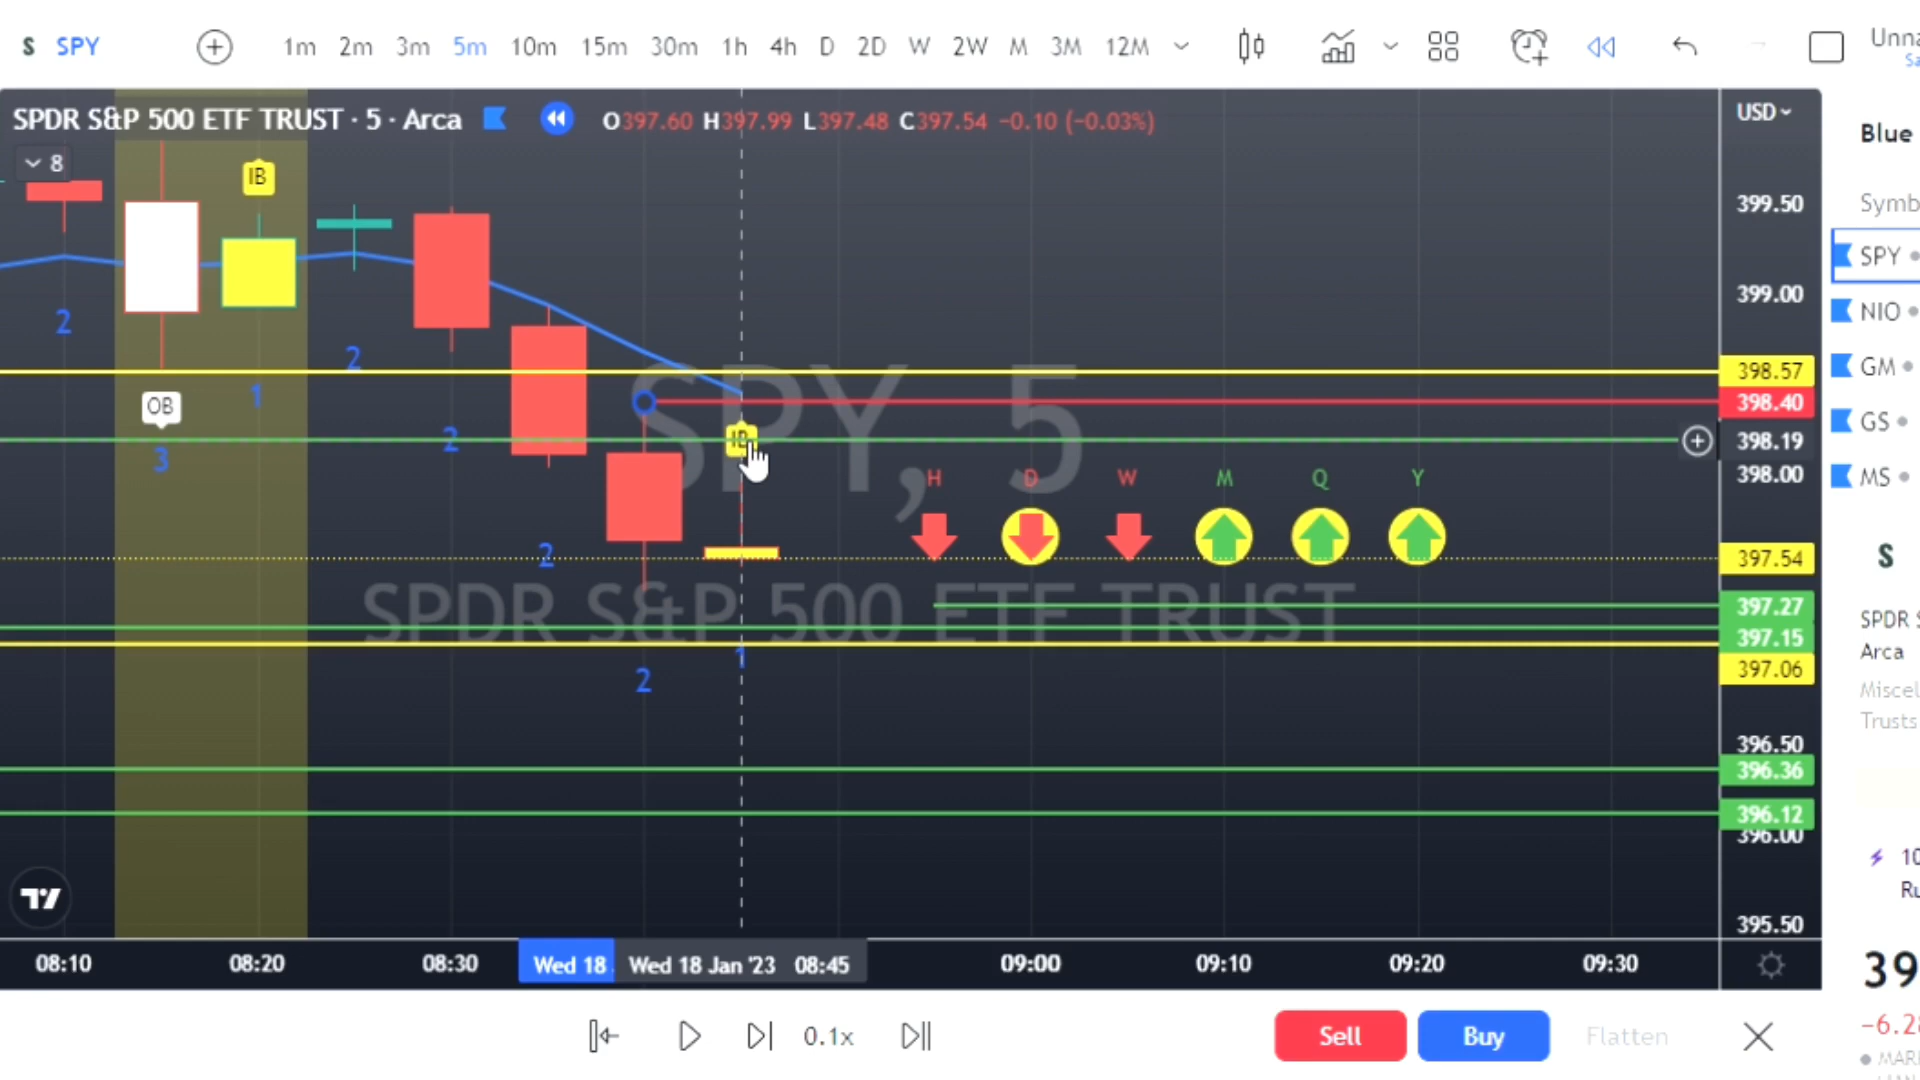 S SPY 1m 2m 3m 5m 10m 15m 30m 1h 4h D 2D W 2W M 3M 12M
SPDR S&P 500 ETF TRUST · 5 · Arca O397.60 H397.99 L397.48 C397.54 −0.10 (−0.03%)
USD
8
IB
OB
IB
2
3
1
2
2
2
2
1
SPY, 5
SPDR S&P 500 ETF TRUST
H D W M Q Y
399.50
399.00
398.57
398.40
398.19
398.00
397.54
397.27
397.15
397.06
396.50
396.36
396.12
396.00
395.50
08:10 08:20 08:30 Wed 18 Wed 18 Jan '23 08:45 09:00 09:10 09:20 09:30
0.1x Sell Buy Flatten
Blue
SPY
NIO
GM
GS
MS
S
SPDR
Arca
Trusts
39